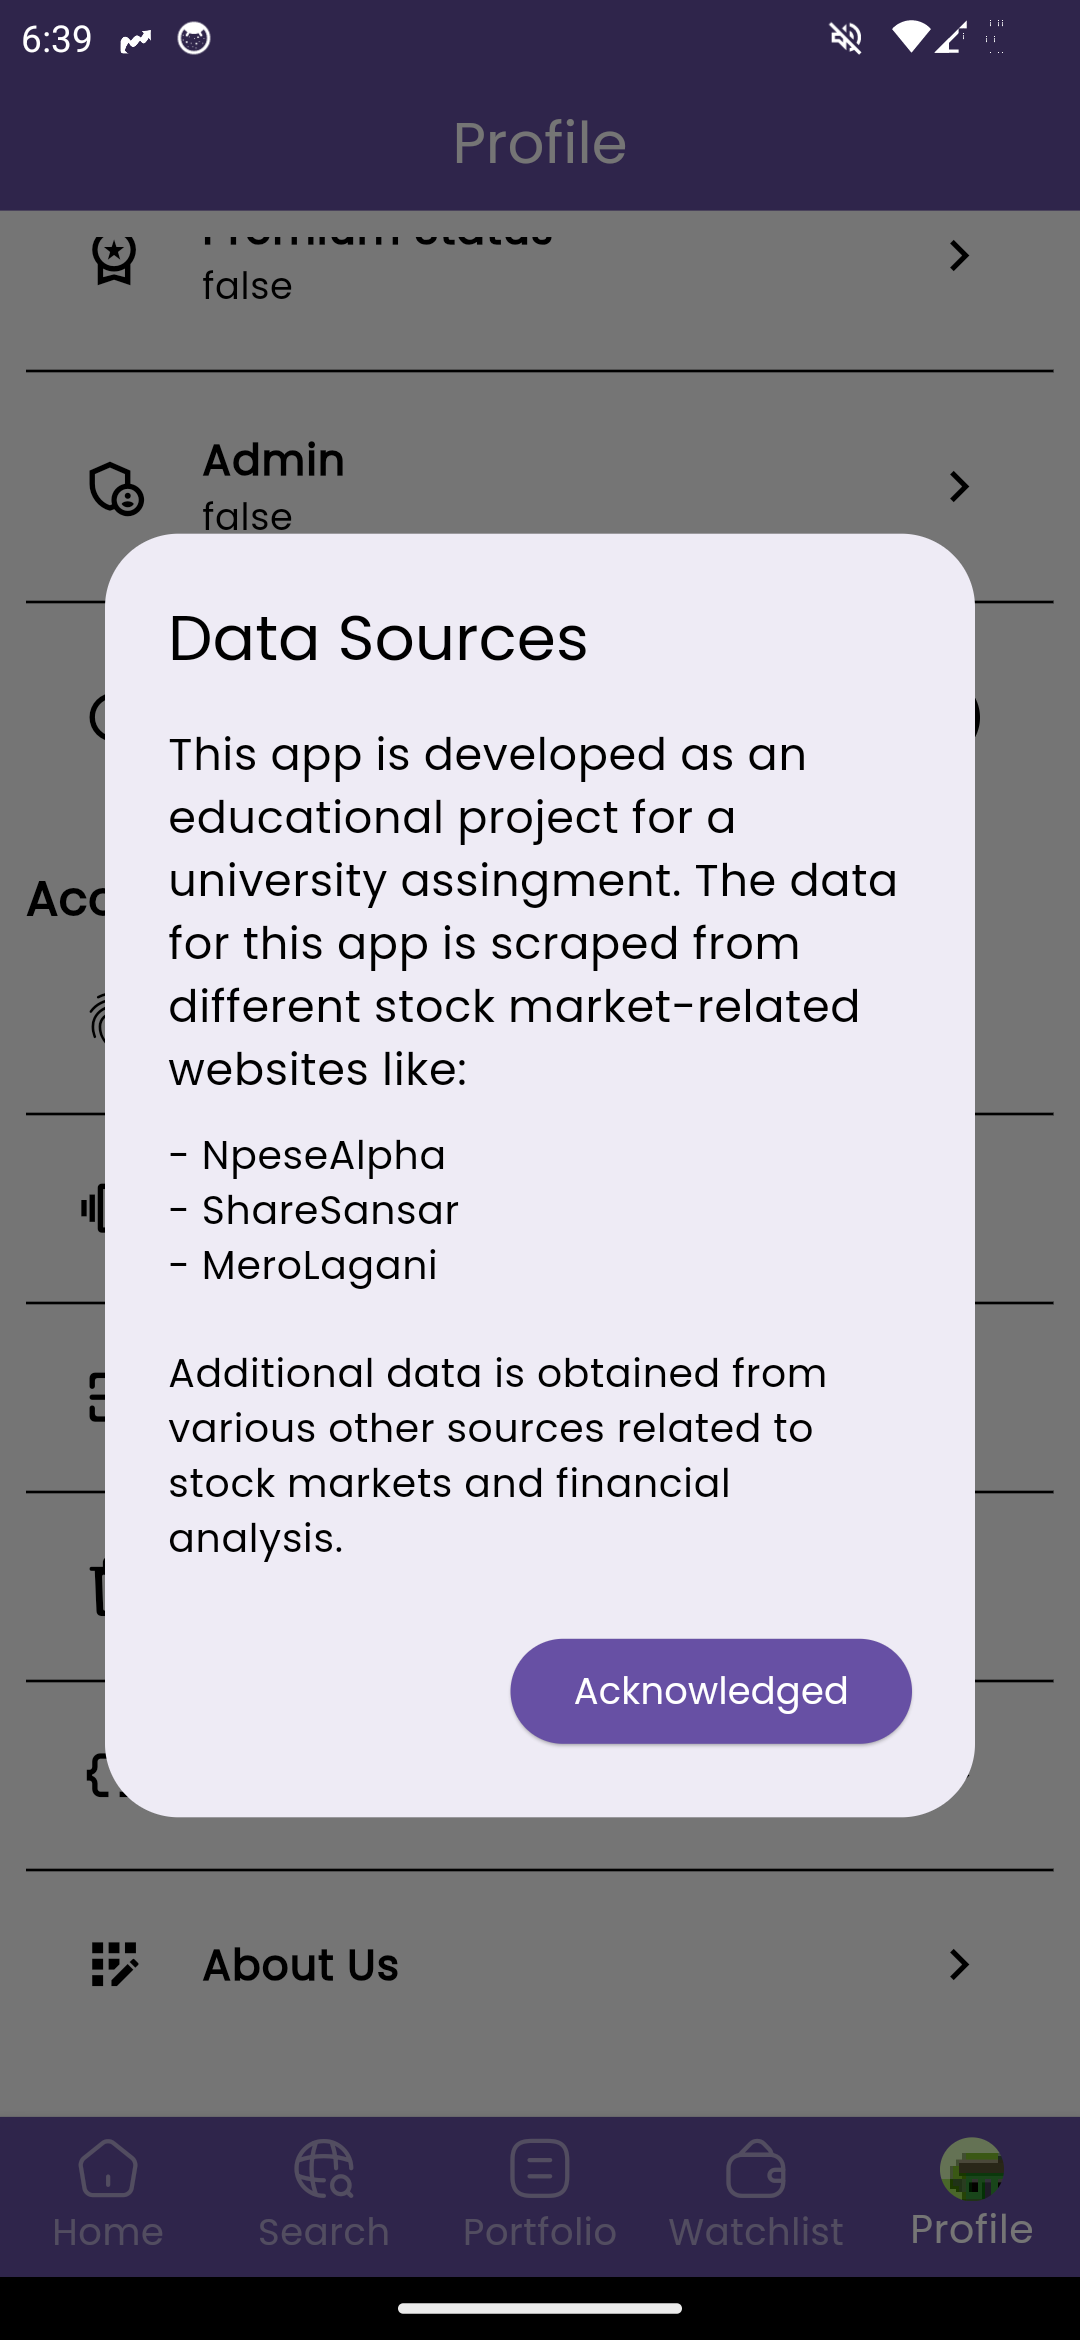 6:39
Profile
Premium Status
false
Admin
false
Data Sources
This app is developed as an
educational project for a
university assingment. The data
for this app is scraped from
different stock market-related
websites like:
- NpeseAlpha
- ShareSansar
- MeroLagani
Additional data is obtained from
various other sources related to
stock markets and financial
analysis.
Acknowledged
About Us
Home
Search
Portfolio
Watchlist
Profile